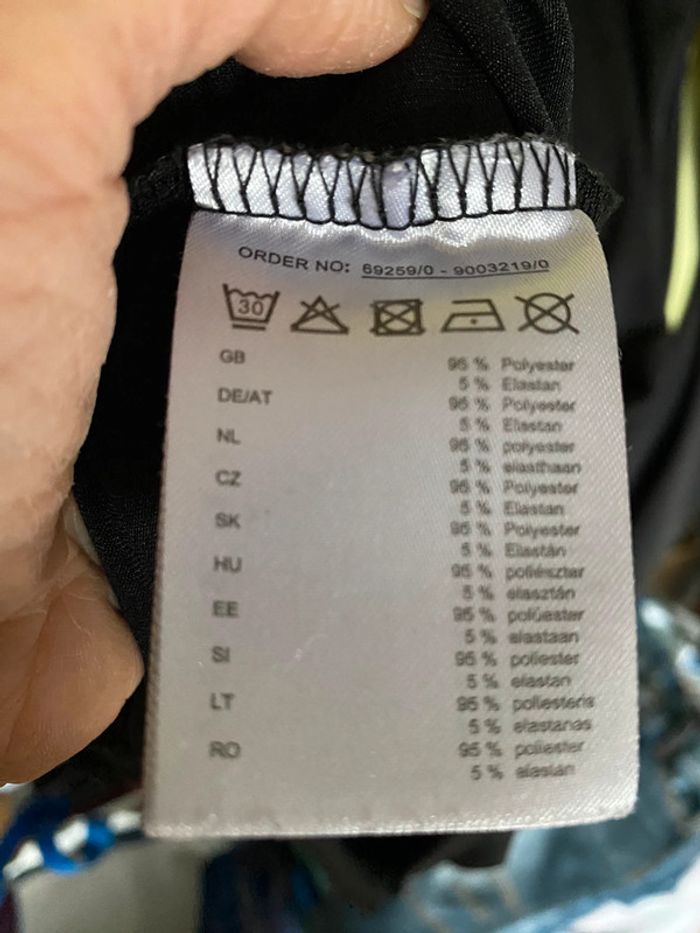 ORDER NO: 69259/0 - 9003219/0
30
GB 95 % Polyester
5 % Elastan
DE/AT 95 % Polyester
5 % Elastan
NL 95 % polyester
5 % elasthaan
CZ 95 % Polyester
5 % Elastan
SK 95 % Polyester
5 % Elastán
HU 95 % poliészter
5 % elasztán
EE 95 % polüester
5 % elastaan
SI 95 % poliester
5 % elastan
LT 95 % poliesteris
5 % elastanas
RO 95 % poliester
5 % elastan